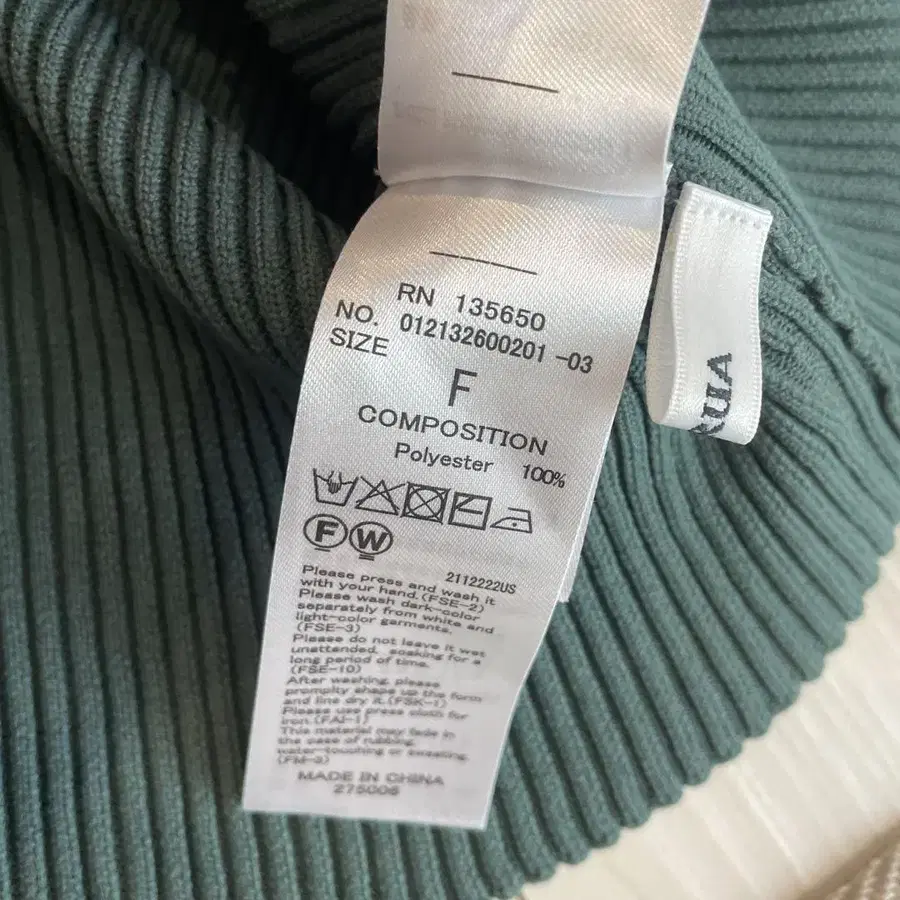 RN 135650
NO. 012132600201 -03
SIZE
F
COMPOSITION
Polyester 100%
F W
2112222US
Please press and wash it
with your hand.(FSE-2)
Please wash dark-color
separately from white and
light-color garments.
(FSE-3)
Please do not leave it wet
unattended, soaking for a
long period of time.
(FSE-10)
After washing, please
promptly shape up the form
and line dry it.(FSK-1)
Please use press cloth for
iron.(FAI-1)
This material may fade in
the case of rubbing,
water-touching or sweating.
(FM-3)
MADE IN CHINA
275006